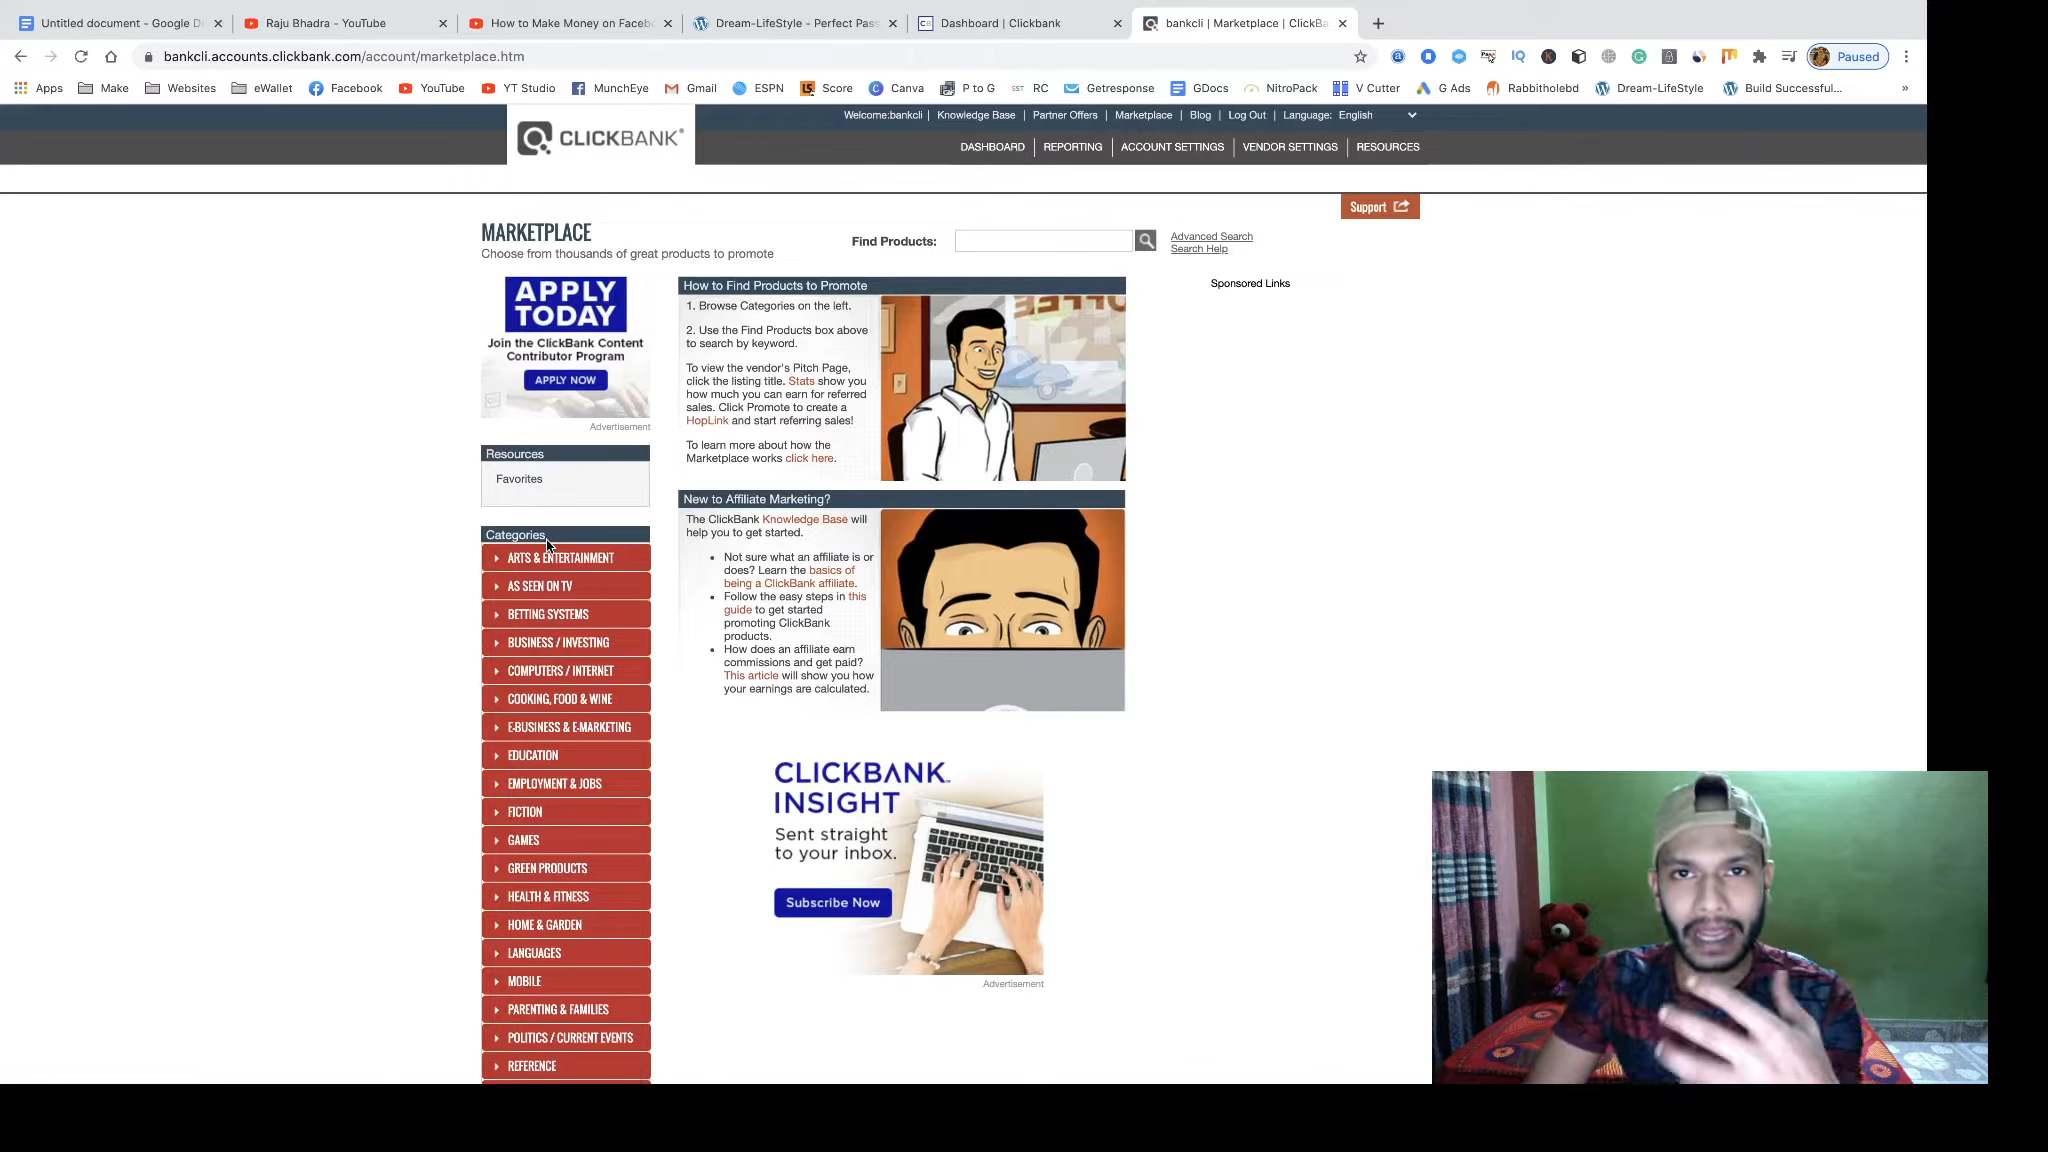 Untitled document - Google D
Raju Bhadra - YouTube
How to Make Money on Faceb
Dream-LifeStyle - Perfect Pas
Dashboard | Clickbank
bankcli | Marketplace | ClickBa
bankcli.accounts.clickbank.com/account/marketplace.htm
Paused
Apps
Make
Websites
eWallet
Facebook
YouTube
YT Studio
MunchEye
Gmail
ESPN
Score
Canva
P to G
RC
Getresponse
GDocs
NitroPack
V Cutter
G Ads
Rabbitholebd
Dream-LifeStyle
Build Successful...
»
Welcome:bankcli | Knowledge Base | Partner Offers | Marketplace | Blog | Log Out | Language: English
CLICKBANK®
DASHBOARD | REPORTING | ACCOUNT SETTINGS | VENDOR SETTINGS | RESOURCES
Support
MARKETPLACE
Choose from thousands of great products to promote
Find Products:
Advanced Search
Search Help
APPLY
TODAY
Join the ClickBank Content
Contributor Program
APPLY NOW
Advertisement
Resources
Favorites
Categories
ARTS & ENTERTAINMENT
AS SEEN ON TV
BETTING SYSTEMS
BUSINESS / INVESTING
COMPUTERS / INTERNET
COOKING, FOOD & WINE
E-BUSINESS & E-MARKETING
EDUCATION
EMPLOYMENT & JOBS
FICTION
GAMES
GREEN PRODUCTS
HEALTH & FITNESS
HOME & GARDEN
LANGUAGES
MOBILE
PARENTING & FAMILIES
POLITICS / CURRENT EVENTS
REFERENCE
How to Find Products to Promote
1. Browse Categories on the left.
2. Use the Find Products box above
to search by keyword.
To view the vendor's Pitch Page,
click the listing title. Stats show you
how much you can earn for referred
sales. Click Promote to create a
HopLink and start referring sales!
To learn more about how the
Marketplace works click here.
New to Affiliate Marketing?
The ClickBank Knowledge Base will
help you to get started.
• Not sure what an affiliate is or
does? Learn the basics of
being a ClickBank affiliate.
• Follow the easy steps in this
guide to get started
promoting ClickBank
products.
• How does an affiliate earn
commissions and get paid?
This article will show you how
your earnings are calculated.
CLICKBANK
INSIGHT
Sent straight
to your inbox.
Subscribe Now
Advertisement
Sponsored Links